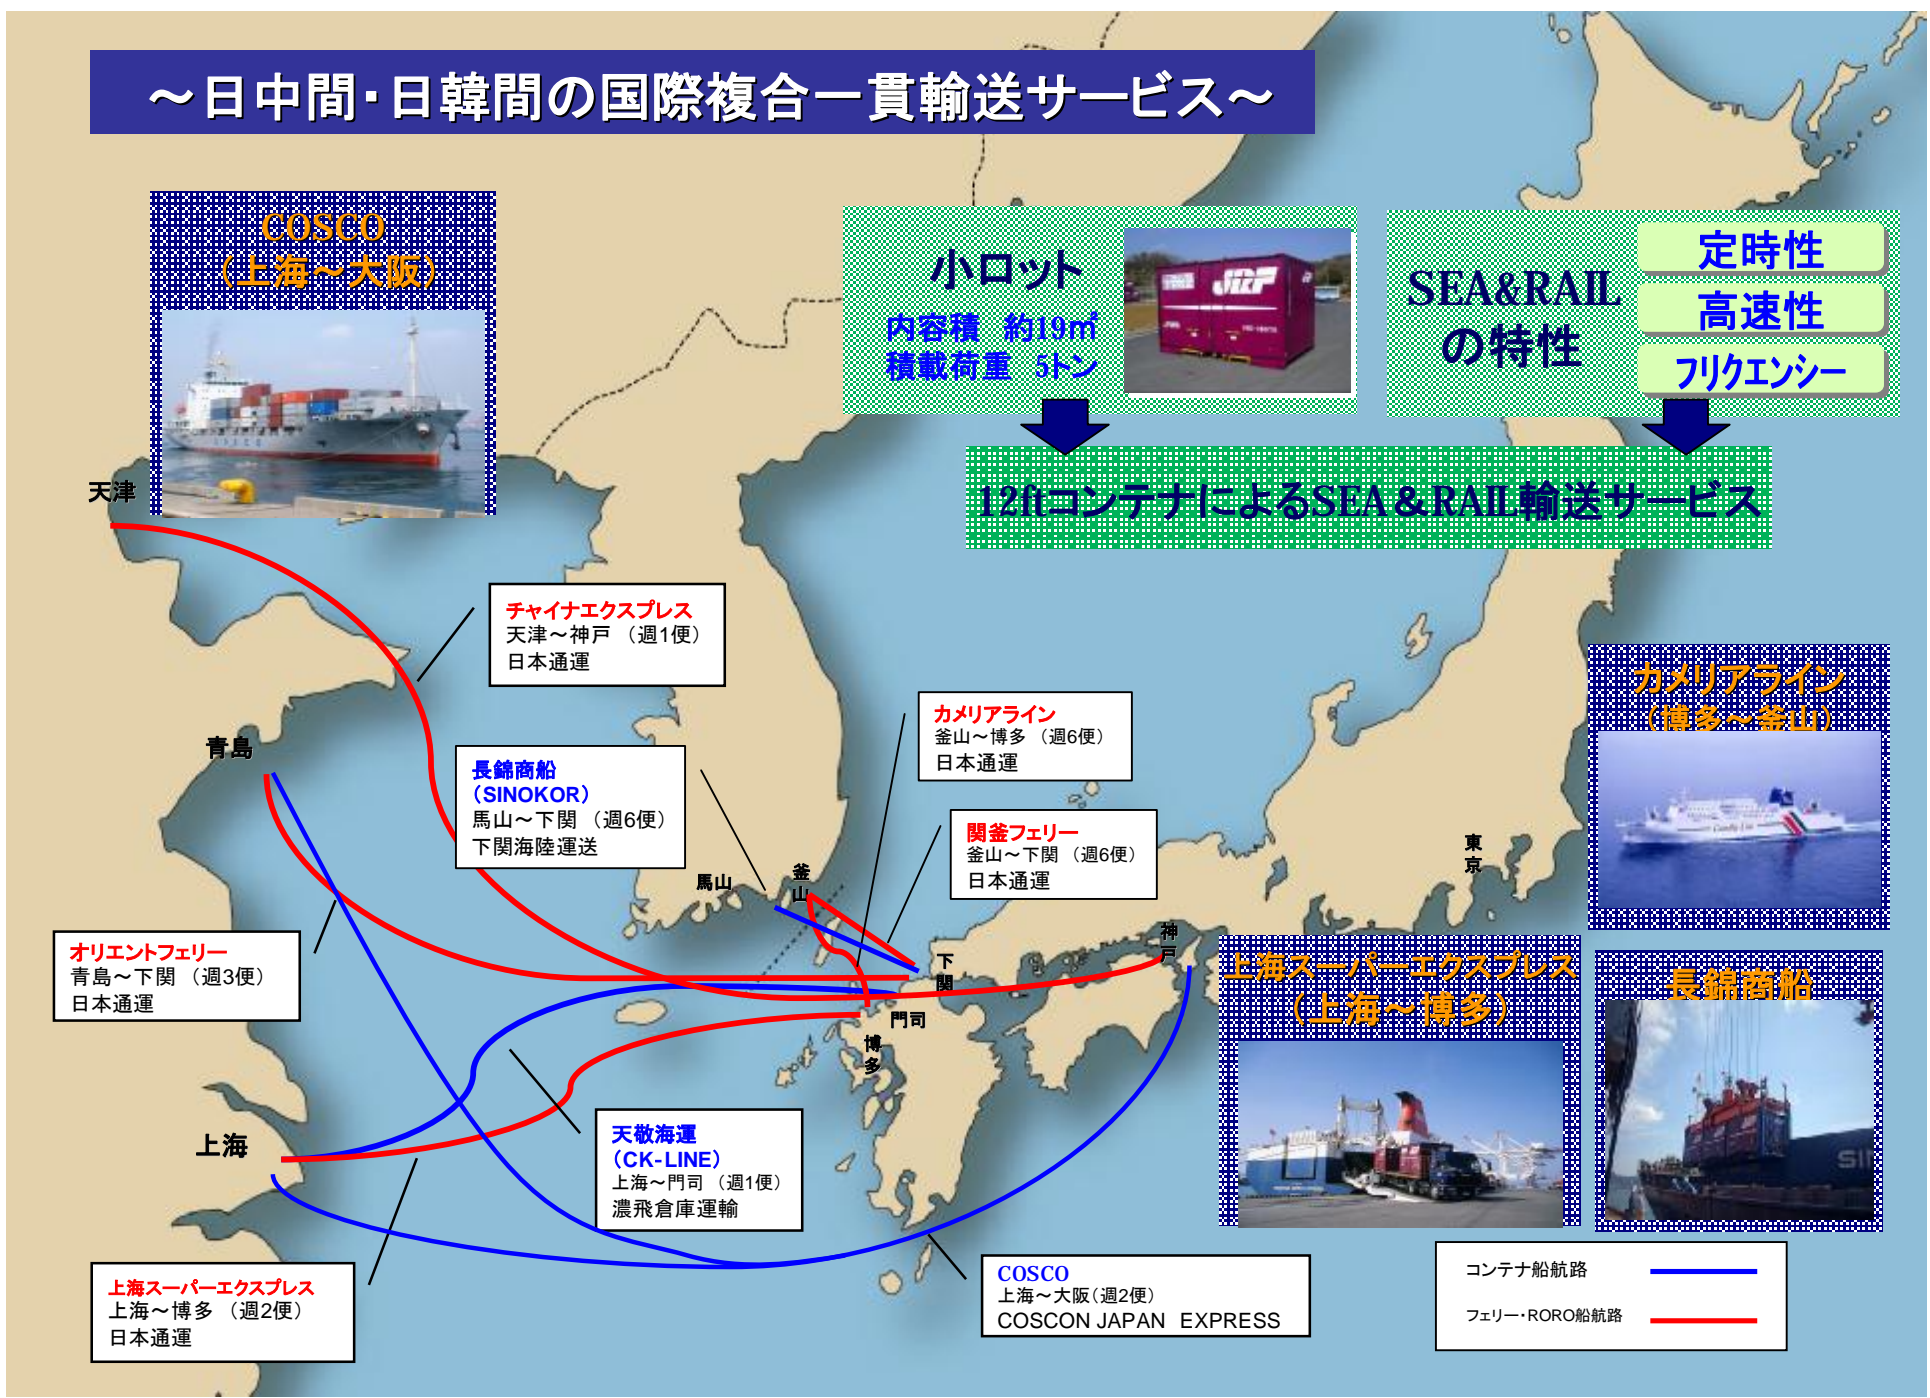 ～日中間・日韓間の国際複合一貫輸送サービス～
COSCO
（上海～大阪）
小ロット
内容積　約19㎥
積載荷重　5トン
JRF
SEA&RAIL
の特性
定時性
高速性
フリクエンシー
12ftコンテナによるSEA＆RAIL輸送サービス
天津
チャイナエクスプレス
天津～神戸 （週1便）
日本通運
青島
長錦商船
（SINOKOR）
馬山～下関 （週6便）
下関海陸運送
カメリアライン
釜山～博多 （週6便）
日本通運
関釜フェリー
釜山～下関 （週6便）
日本通運
カメリアライン
（博多～釜山）
馬山
釜山
東京
神戸
下関
門司
博多
オリエントフェリー
青島～下関 （週3便）
日本通運
上海スーパーエクスプレス
（上海～博多）
長錦商船
上海
天敬海運
（CK-LINE）
上海～門司 （週1便）
濃飛倉庫運輸
上海スーパーエクスプレス
上海～博多 （週2便）
日本通運
COSCO
上海～大阪（週2便）
COSCON JAPAN　EXPRESS
コンテナ船航路
フェリー・RORO船航路